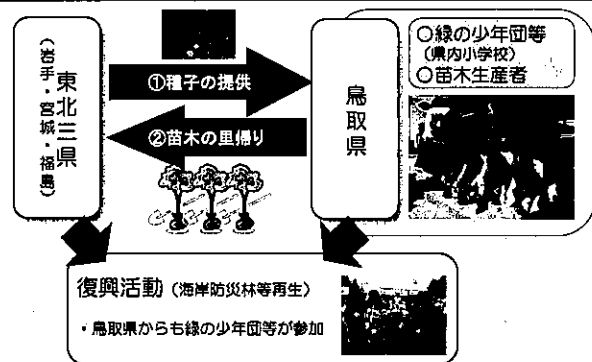 東北三県
(岩手・宮城・福島)
①種子の提供
②苗木の里帰り
鳥取県
○緑の少年団等
(県内小学校)
○苗木生産者
復興活動 (海岸防災林等再生)
・鳥取県からも緑の少年団等が参加